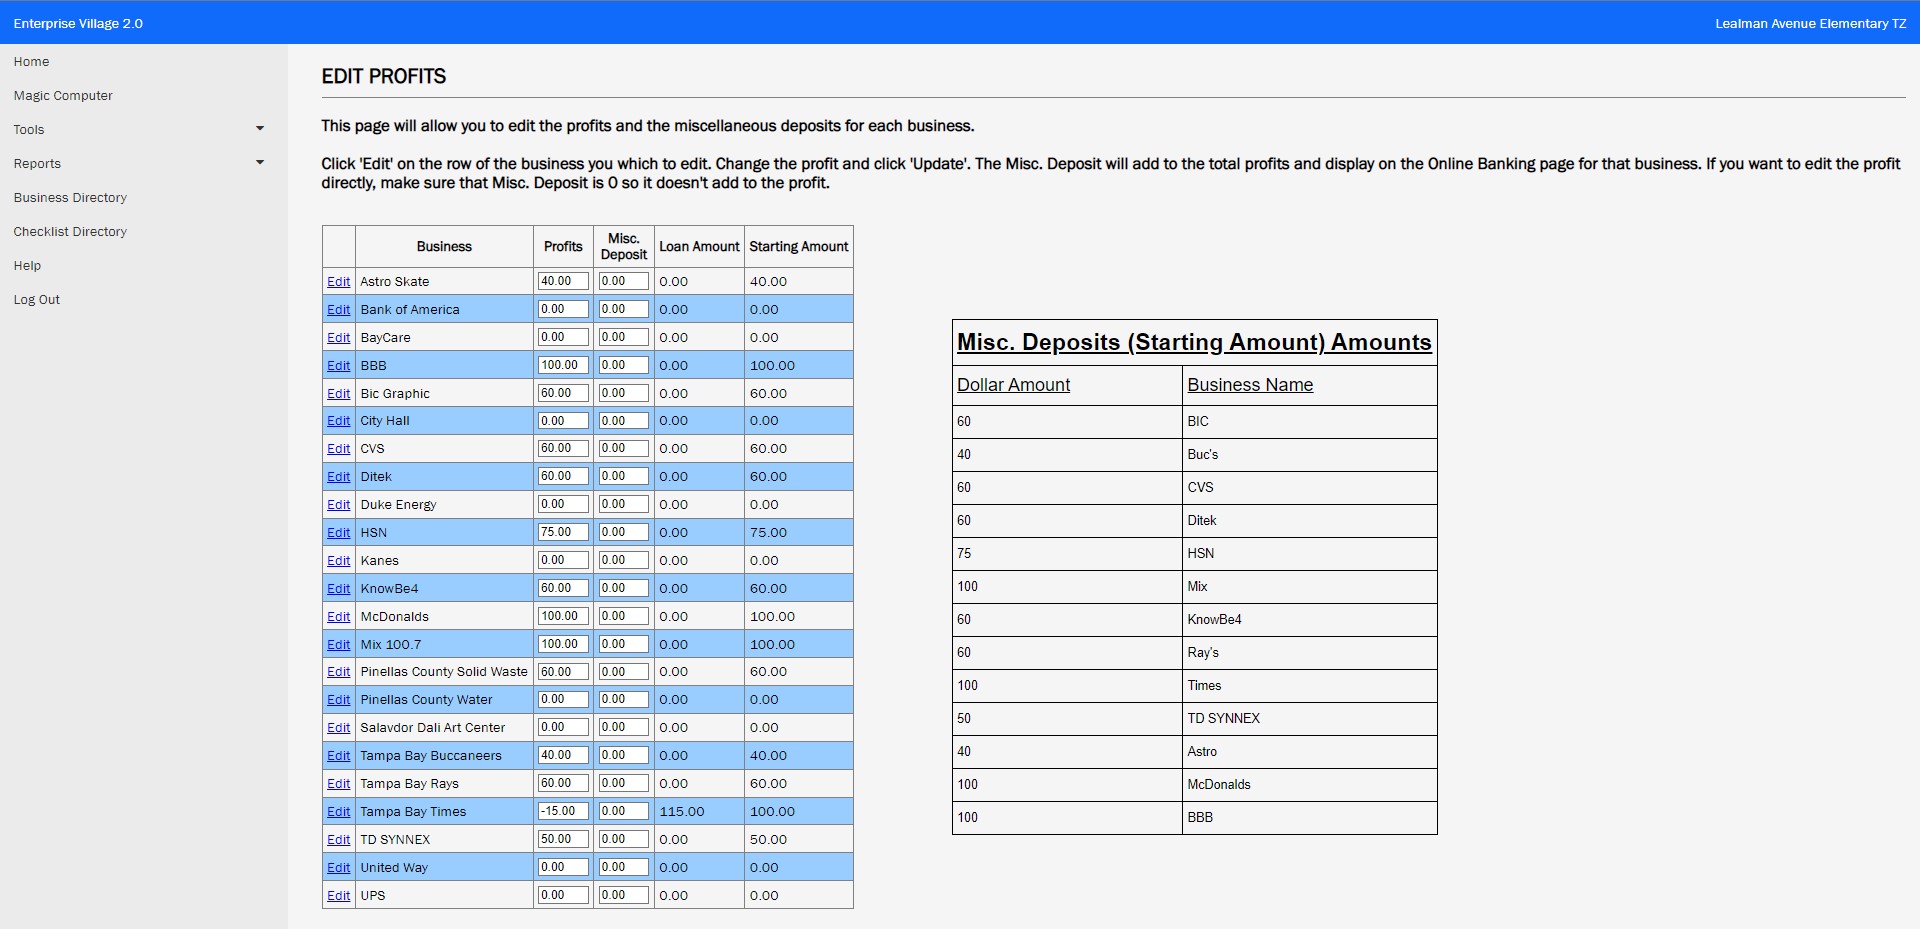 Enterprise Village 2.0
Lealman Avenue Elementary TZ
Home
Magic Computer
Tools
Reports
Business Directory
Checklist Directory
Help
Log Out
EDIT PROFITS
This page will allow you to edit the profits and the miscellaneous deposits for each business.
Click 'Edit' on the row of the business you which to edit. Change the profit and click 'Update'. The Misc. Deposit will add to the total profits and display on the Online Banking page for that business. If you want to edit the profit
directly, make sure that Misc. Deposit is 0 so it doesn't add to the profit.
Business Profits Misc. Deposit Loan Amount Starting Amount
Edit Astro Skate 40.00 0.00 0.00 40.00
Edit Bank of America 0.00 0.00 0.00 0.00
Edit BayCare 0.00 0.00 0.00 0.00
Edit BBB 100.00 0.00 0.00 100.00
Edit Bic Graphic 60.00 0.00 0.00 60.00
Edit City Hall 0.00 0.00 0.00 0.00
Edit CVS 60.00 0.00 0.00 60.00
Edit Ditek 60.00 0.00 0.00 60.00
Edit Duke Energy 0.00 0.00 0.00 0.00
Edit HSN 75.00 0.00 0.00 75.00
Edit Kanes 0.00 0.00 0.00 0.00
Edit KnowBe4 60.00 0.00 0.00 60.00
Edit McDonalds 100.00 0.00 0.00 100.00
Edit Mix 100.7 100.00 0.00 0.00 100.00
Edit Pinellas County Solid Waste 60.00 0.00 0.00 60.00
Edit Pinellas County Water 0.00 0.00 0.00 0.00
Edit Salavdor Dali Art Center 0.00 0.00 0.00 0.00
Edit Tampa Bay Buccaneers 40.00 0.00 0.00 40.00
Edit Tampa Bay Rays 60.00 0.00 0.00 60.00
Edit Tampa Bay Times -15.00 0.00 115.00 100.00
Edit TD SYNNEX 50.00 0.00 0.00 50.00
Edit United Way 0.00 0.00 0.00 0.00
Edit UPS 0.00 0.00 0.00 0.00
Misc. Deposits (Starting Amount) Amounts
Dollar Amount Business Name
60 BIC
40 Buc's
60 CVS
60 Ditek
75 HSN
100 Mix
60 KnowBe4
60 Ray's
100 Times
50 TD SYNNEX
40 Astro
100 McDonalds
100 BBB